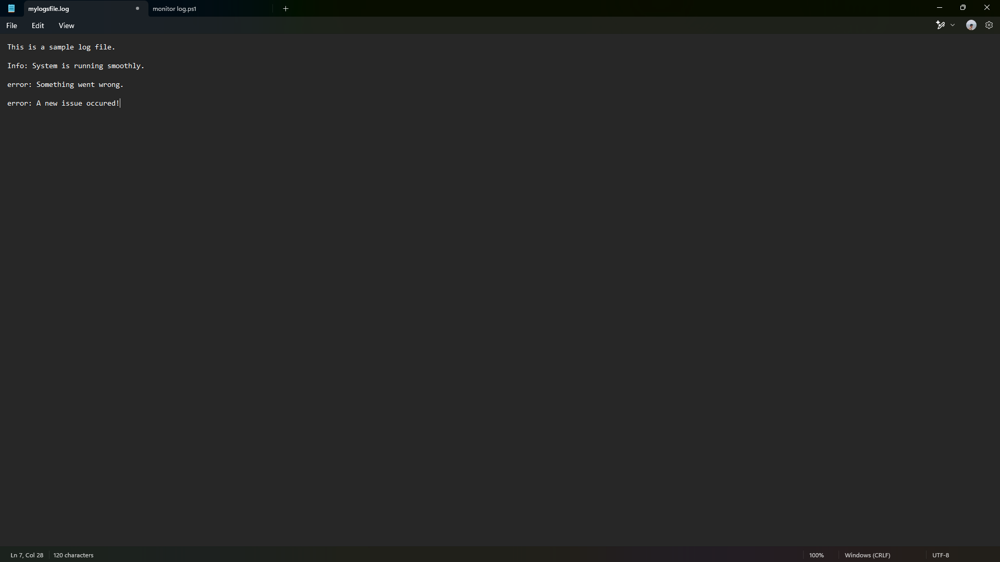 mylogsfile.log
monitor log.ps1
File Edit View
This is a sample log file.
Info: System is running smoothly.
error: Something went wrong.
error: A new issue occured!
Ln 7, Col 28 120 characters 100% Windows (CRLF) UTF-8